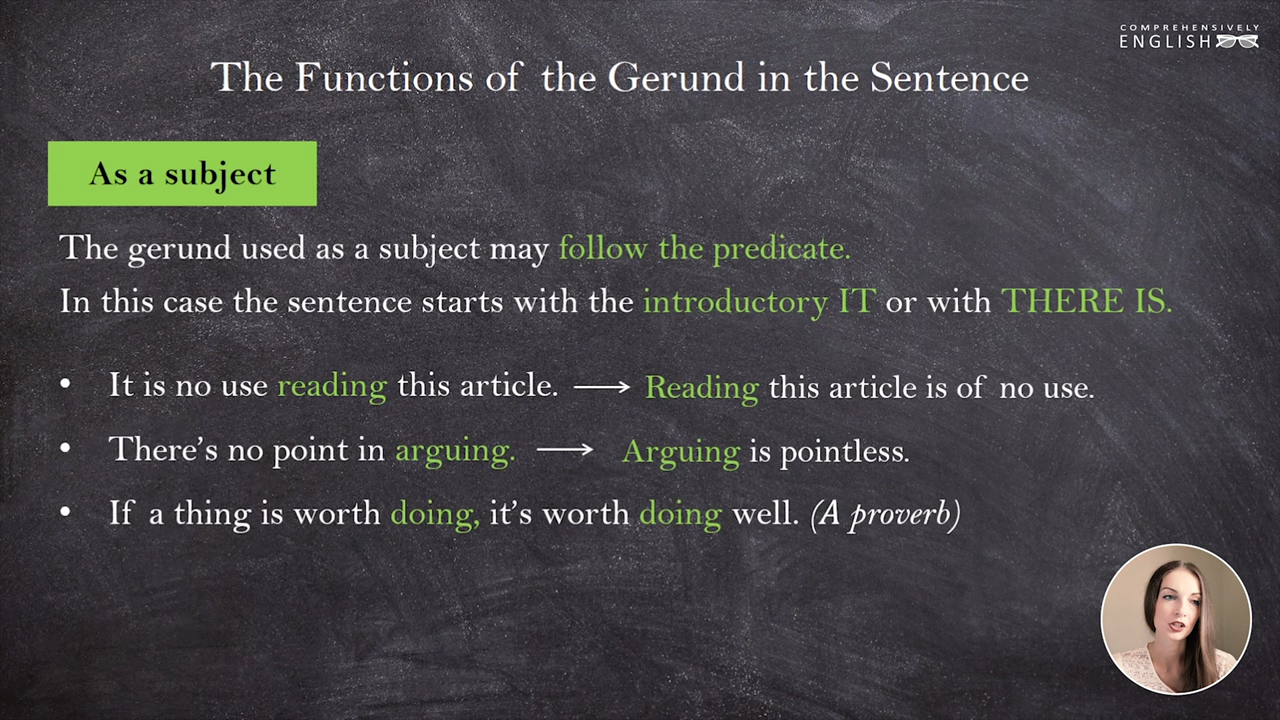 COMPREHENSIVELY
ENGLISH
The Functions of the Gerund in the Sentence
As a subject
The gerund used as a subject may follow the predicate.
In this case the sentence starts with the introductory IT or with THERE IS.
• It is no use reading this article. ⟶ Reading this article is of no use.
• There’s no point in arguing. ⟶ Arguing is pointless.
• If a thing is worth doing, it’s worth doing well. (A proverb)